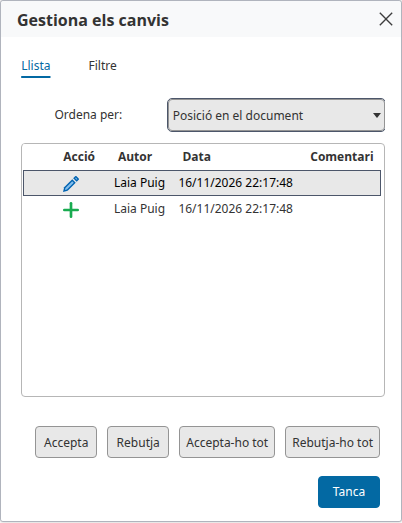 Gestiona els canvis
Llista Filtre
Ordena per: Posició en el document
Acció Autor Data Comentari
Laia Puig 16/11/2026 22:17:48
Laia Puig 16/11/2026 22:17:48
Accepta Rebutja Accepta-ho tot Rebutja-ho tot
Tanca